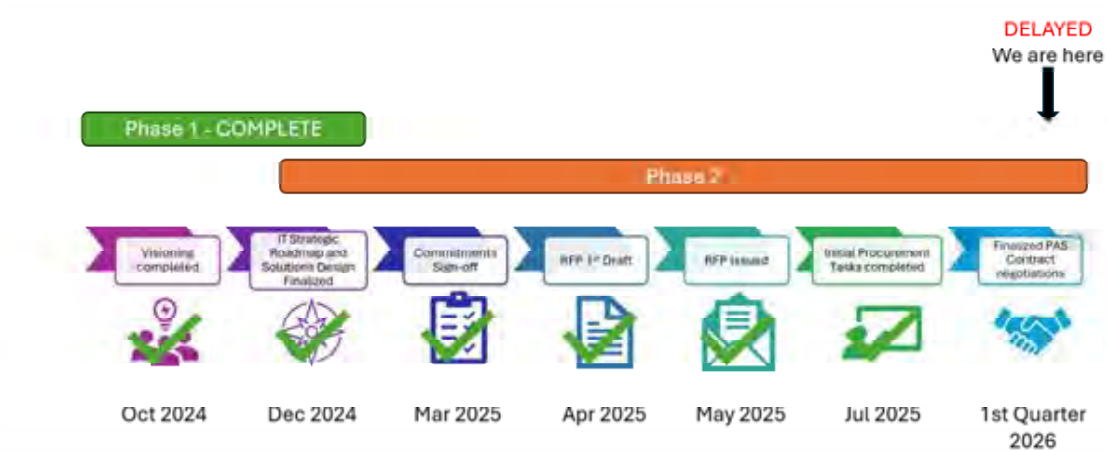 DELAYED
We are here
Phase 1 - COMPLETE
Phase 2
Visioning
completed
IT Strategic
Roadmap and
Solutions Design
Finalized
Commitments
Sign-off
RFP 1st Draft
RFP issued
Initial Procurement
Tasks completed
Finalized PAS
Contract
negotiations
Oct 2024
Dec 2024
Mar 2025
Apr 2025
May 2025
Jul 2025
1st Quarter
2026